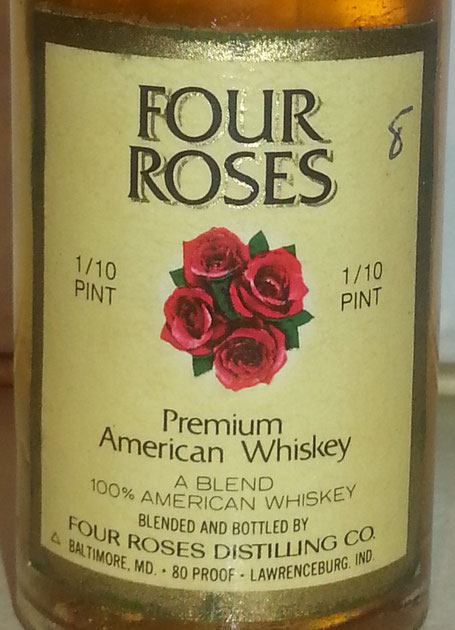 FOUR
ROSES
8
1/10
PINT
1/10
PINT
Premium
American Whiskey
A BLEND
100% AMERICAN WHISKEY
BLENDED AND BOTTLED BY
FOUR ROSES DISTILLING CO.
BALTIMORE, MD. • 80 PROOF • LAWRENCEBURG, IND.